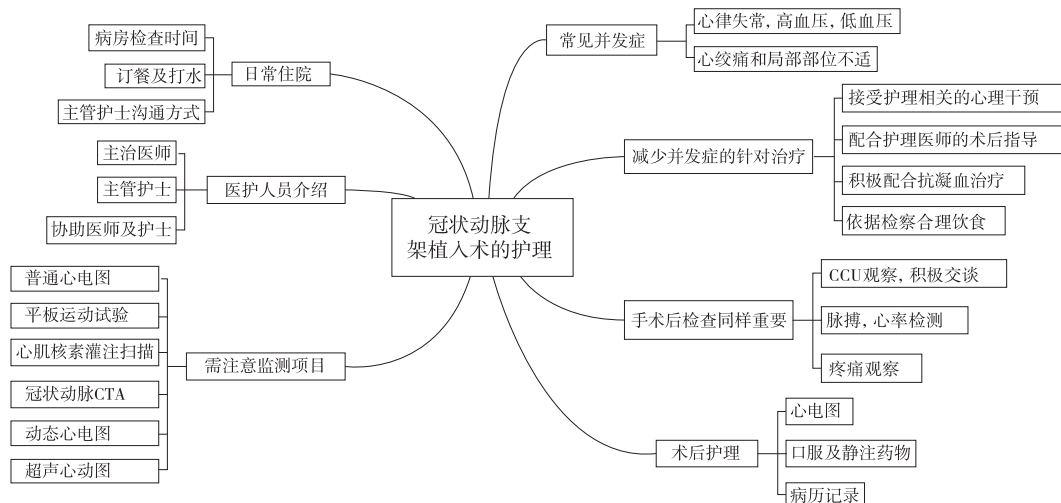 冠状动脉支
架植入术的护理
日常住院
病房检查时间
订餐及打水
主管护士沟通方式
医护人员介绍
主治医师
主管护士
协助医师及护士
需注意监测项目
普通心电图
平板运动试验
心肌核素灌注扫描
冠状动脉CTA
动态心电图
超声心动图
常见并发症
心律失常, 高血压, 低血压
心绞痛和局部部位不适
减少并发症的针对治疗
接受护理相关的心理干预
配合护理医师的术后指导
积极配合抗凝血治疗
依据检察合理饮食
手术后检查同样重要
CCU观察, 积极交谈
脉搏, 心率检测
疼痛观察
术后护理
心电图
口服及静注药物
病历记录